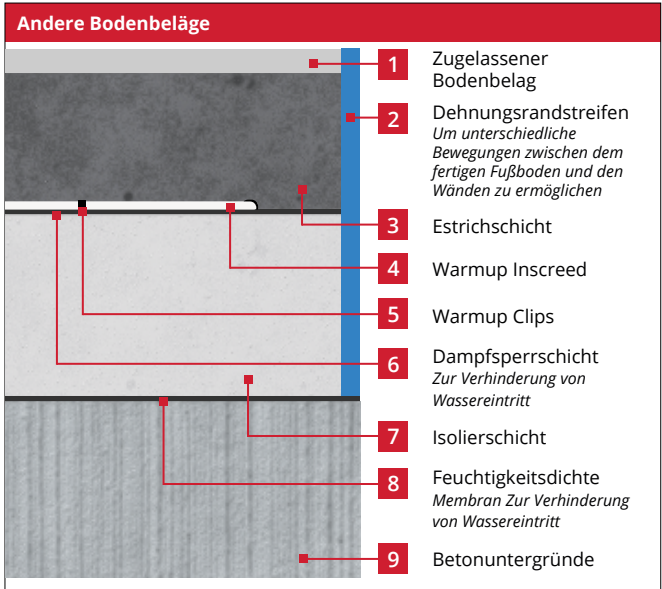 Andere Bodenbeläge
1 Zugelassener
Bodenbelag
2 Dehnungsrandstreifen
Um unterschiedliche
Bewegungen zwischen dem
fertigen Fußboden und den
Wänden zu ermöglichen
3 Estrichschicht
4 Warmup Inscreed
5 Warmup Clips
6 Dampfsperrschicht
Zur Verhinderung von
Wassereintritt
7 Isolierschicht
8 Feuchtigkeitsdichte
Membran Zur Verhinderung
von Wassereintritt
9 Betonuntergründe